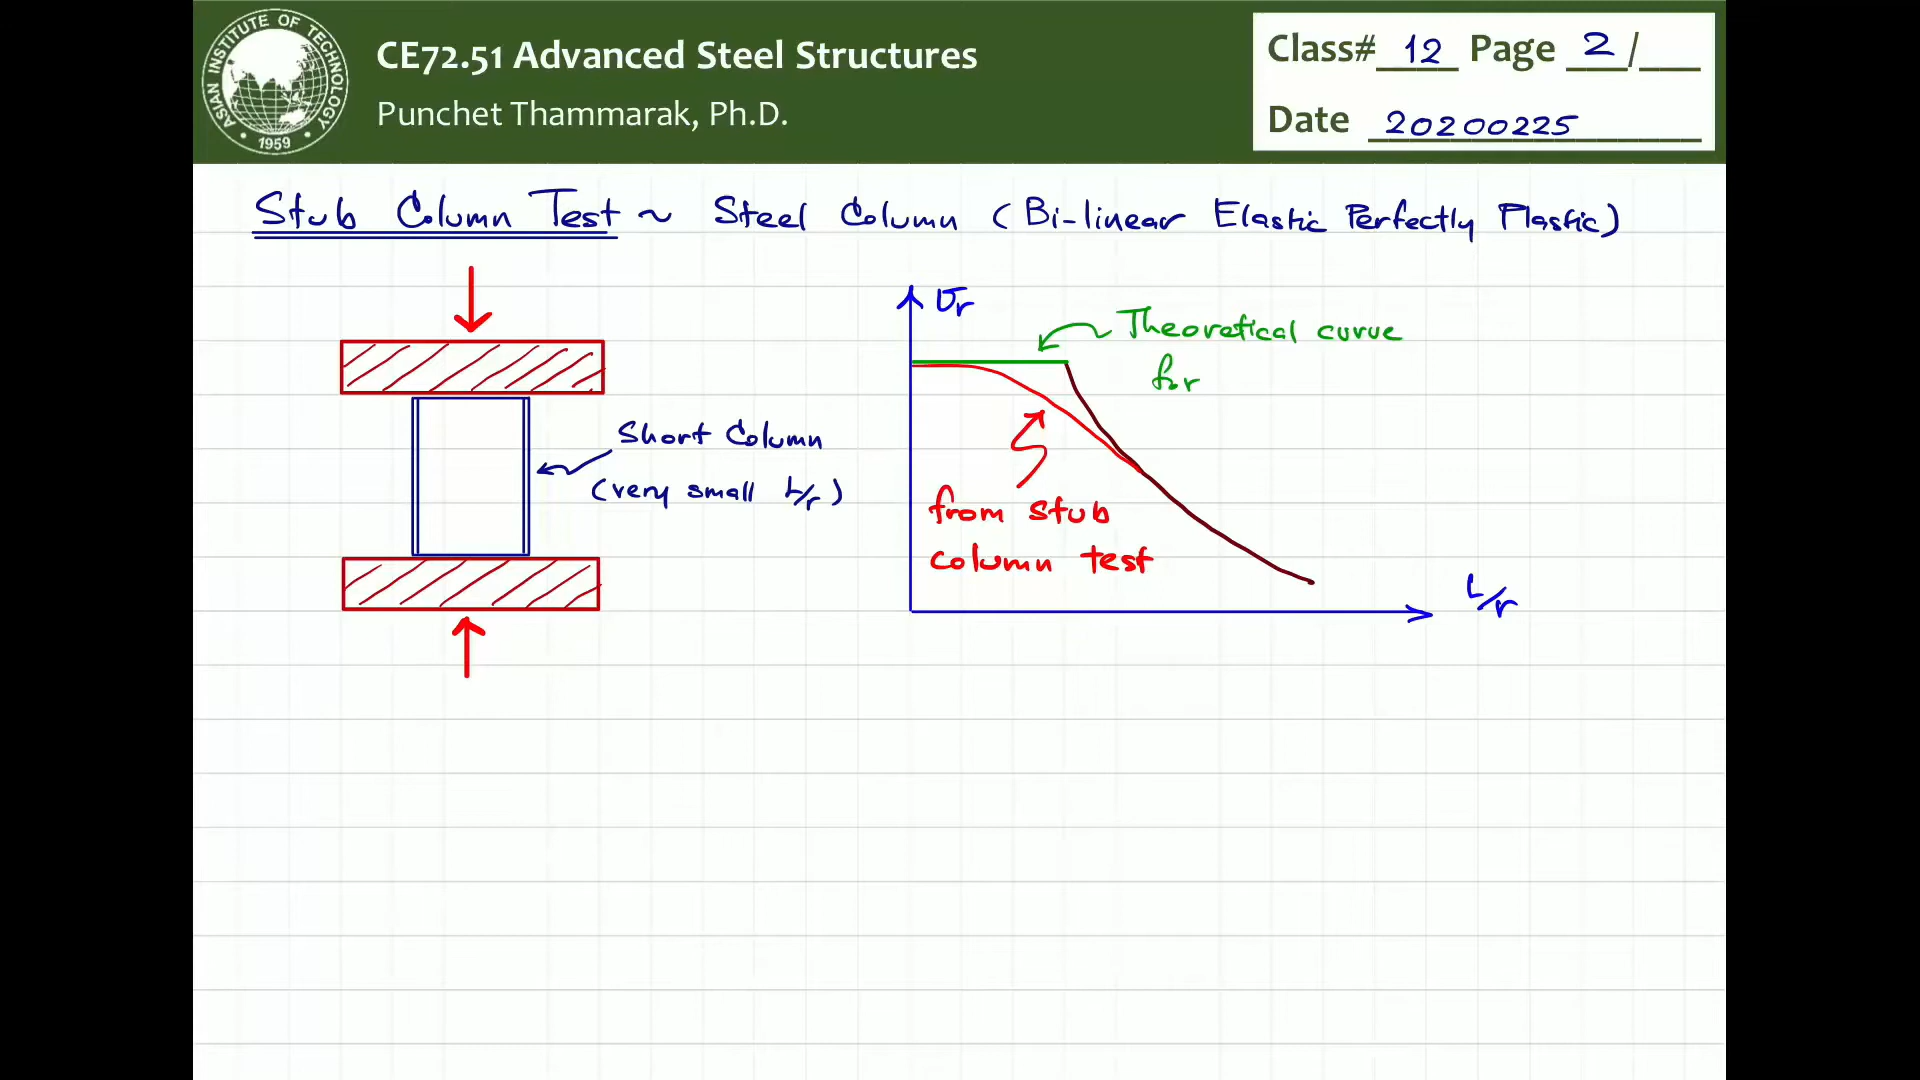 ASIAN INSTITUTE OF TECHNOLOGY
1959
CE72.51 Advanced Steel Structures
Punchet Thammarak, Ph.D.
Class# 12 Page 2/
Date 20200225
Stub Column Test ~ Steel Column (Bi-linear Elastic Perfectly Plastic)
Short Column
(very small L/r)
σr
Theoretical curve
for
from stub
column test
L/r